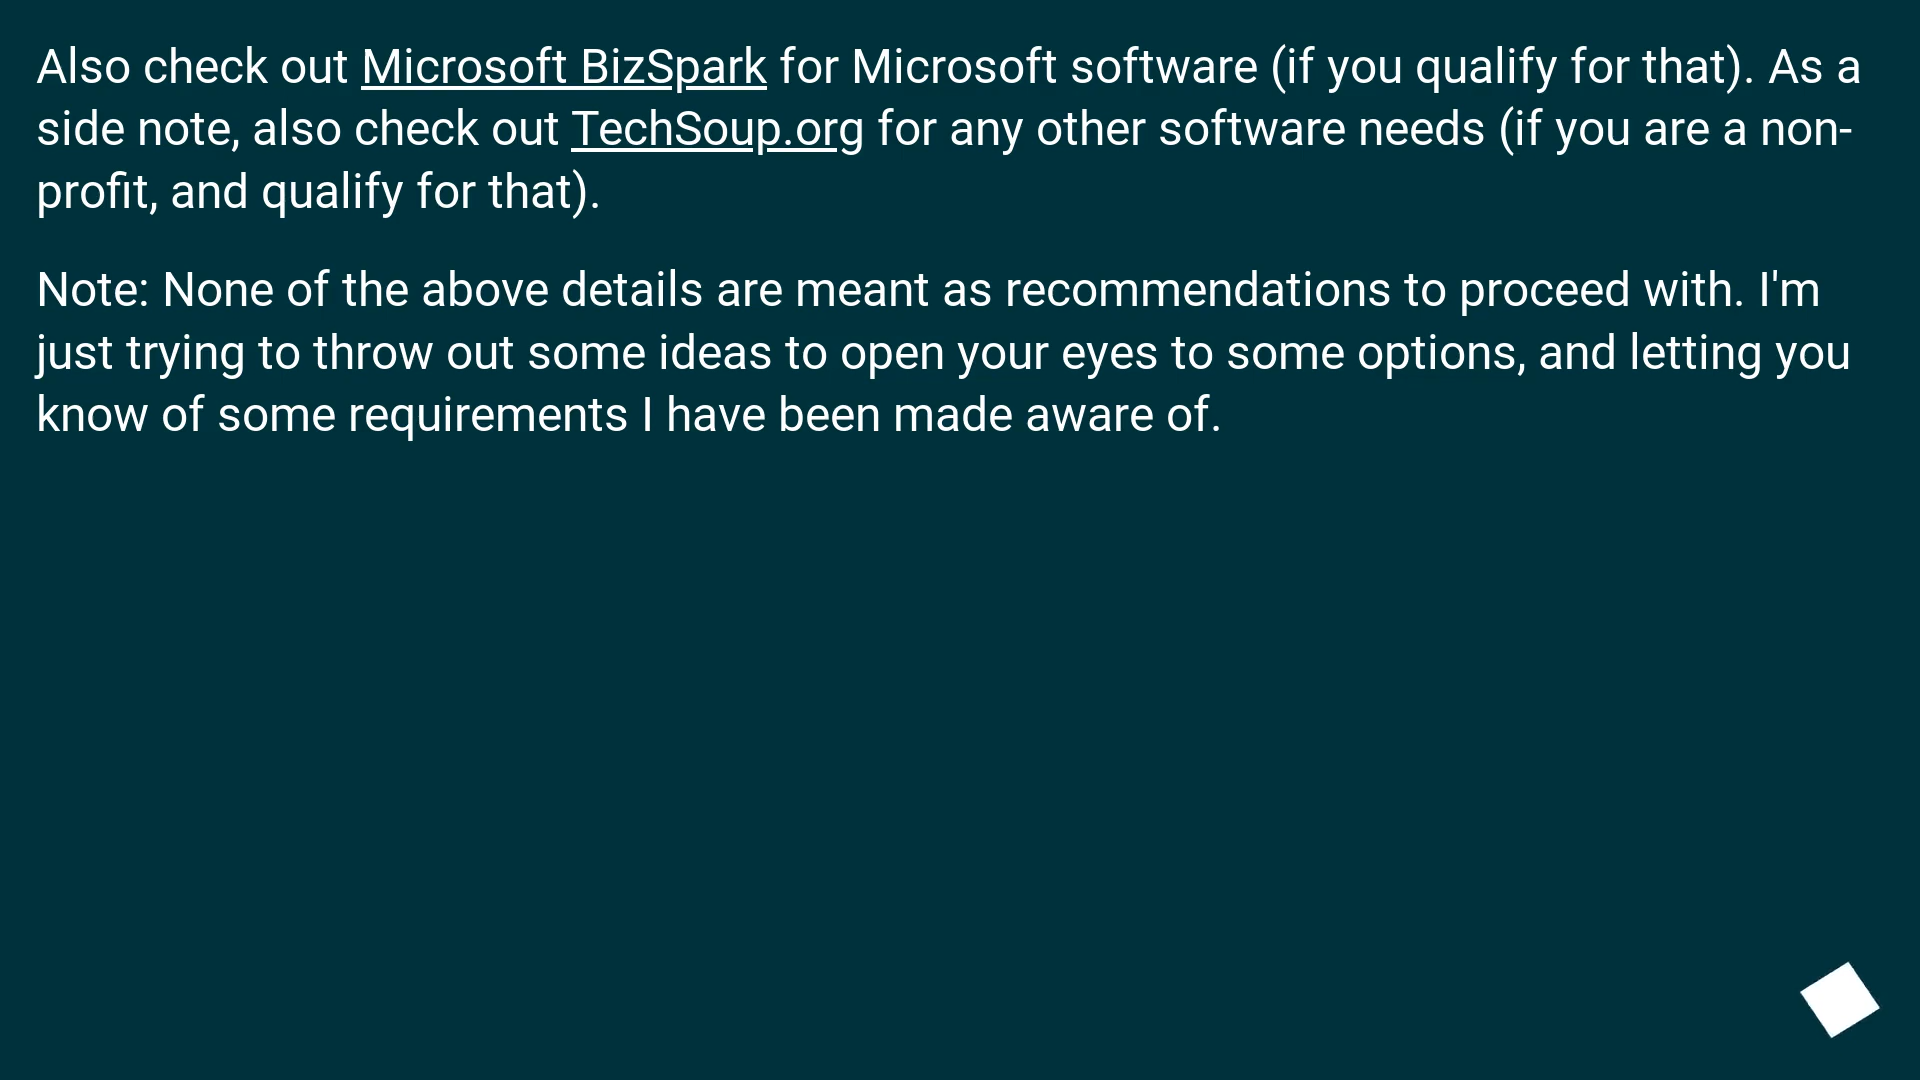 Also check out Microsoft BizSpark for Microsoft software (if you qualify for that). As a
side note, also check out TechSoup.org for any other software needs (if you are a non-
profit, and qualify for that).
Note: None of the above details are meant as recommendations to proceed with. I'm
just trying to throw out some ideas to open your eyes to some options, and letting you
know of some requirements I have been made aware of.